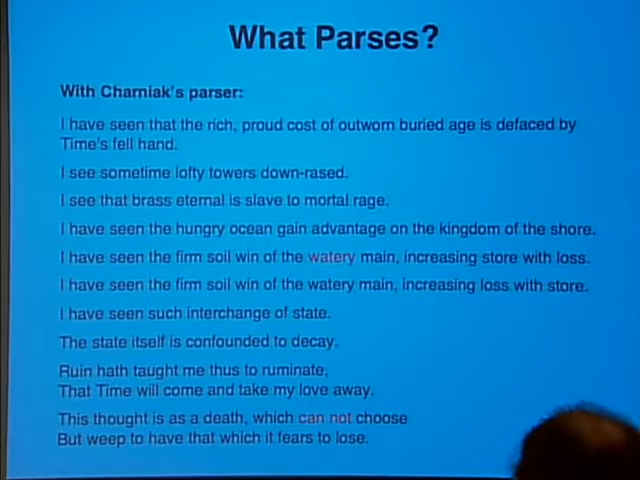 What Parses?
With Charniak's parser:
I have seen that the rich, proud cost of outworn buried age is defaced by
Time's fell hand.
I see sometime lofty towers down-rased.
I see that brass eternal is slave to mortal rage.
I have seen the hungry ocean gain advantage on the kingdom of the shore.
I have seen the firm soil win of the watery main, increasing store with loss.
I have seen the firm soil win of the watery main, increasing loss with store.
I have seen such interchange of state.
The state itself is confounded to decay.
Ruin hath taught me thus to ruminate,
That Time will come and take my love away.
This thought is as a death, which can not choose
But weep to have that which it fears to lose.